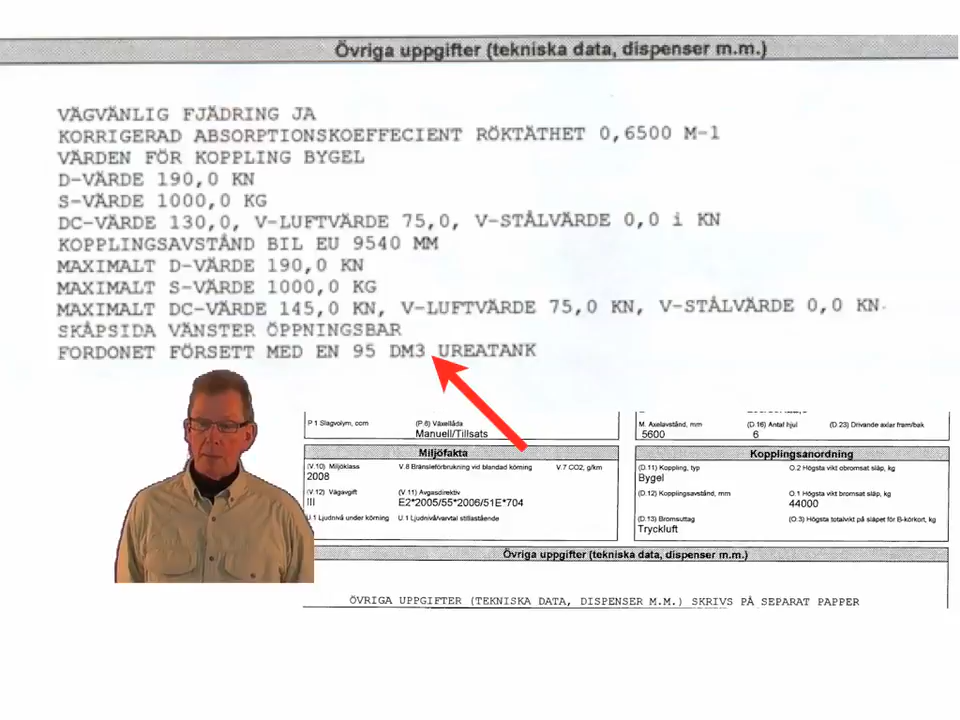 Övriga uppgifter (tekniska data, dispenser m.m.)
VÄGVÄNLIG FJÄDRING JA
KORRIGERAD ABSORPTIONSKOEFFECIENT RÖKTÄTHET 0,6500 M-1
VÄRDEN FÖR KOPPLING BYGEL
D-VÄRDE 190,0 KN
S-VÄRDE 1000,0 KG
DC-VÄRDE 130,0, V-LUFTVÄRDE 75,0, V-STÅLVÄRDE 0,0 i KN
KOPPLINGSAVSTÅND BIL EU 9540 MM
MAXIMALT D-VÄRDE 190,0 KN
MAXIMALT S-VÄRDE 1000,0 KG
MAXIMALT DC-VÄRDE 145,0 KN, V-LUFTVÄRDE 75,0 KN, V-STÅLVÄRDE 0,0 KN
SKÅPSIDA VÄNSTER ÖPPNINGSBAR
FORDONET FÖRSETT MED EN 95 DM3 UREATANK
P 1 Slagvolym, ccm (P.6) Växellåda
Manuell/Tillsats
Miljöfakta
(V.10) Miljöklass V.8 Bränsleförbrukning vid blandad körning V.7 CO2, g/km
2008
(V.12) Vägavgift (V.11) Avgasdirektiv
III E2*2005/55*2006/51E*704
U.1 Ljudnivå under körning U.1 Ljudnivå/varvtal stillastående
M. Axelavstånd, mm (D.16) Antal hjul (D.23) Drivande axlar fram/bak
5600 6
Kopplingsanordning
(D.11) Koppling, typ O.2 Högsta vikt obromsat släp, kg
Bygel
(D.12) Kopplingsavstånd, mm O.1 Högsta vikt bromsat släp, kg
44000
(D.13) Bromsuttag (O.3) Högsta totalvikt på släpet för B-körkort, kg
Tryckluft
Övriga uppgifter (tekniska data, dispenser m.m.)
ÖVRIGA UPPGIFTER (TEKNISKA DATA, DISPENSER M.M.) SKRIVS PÅ SEPARAT PAPPER